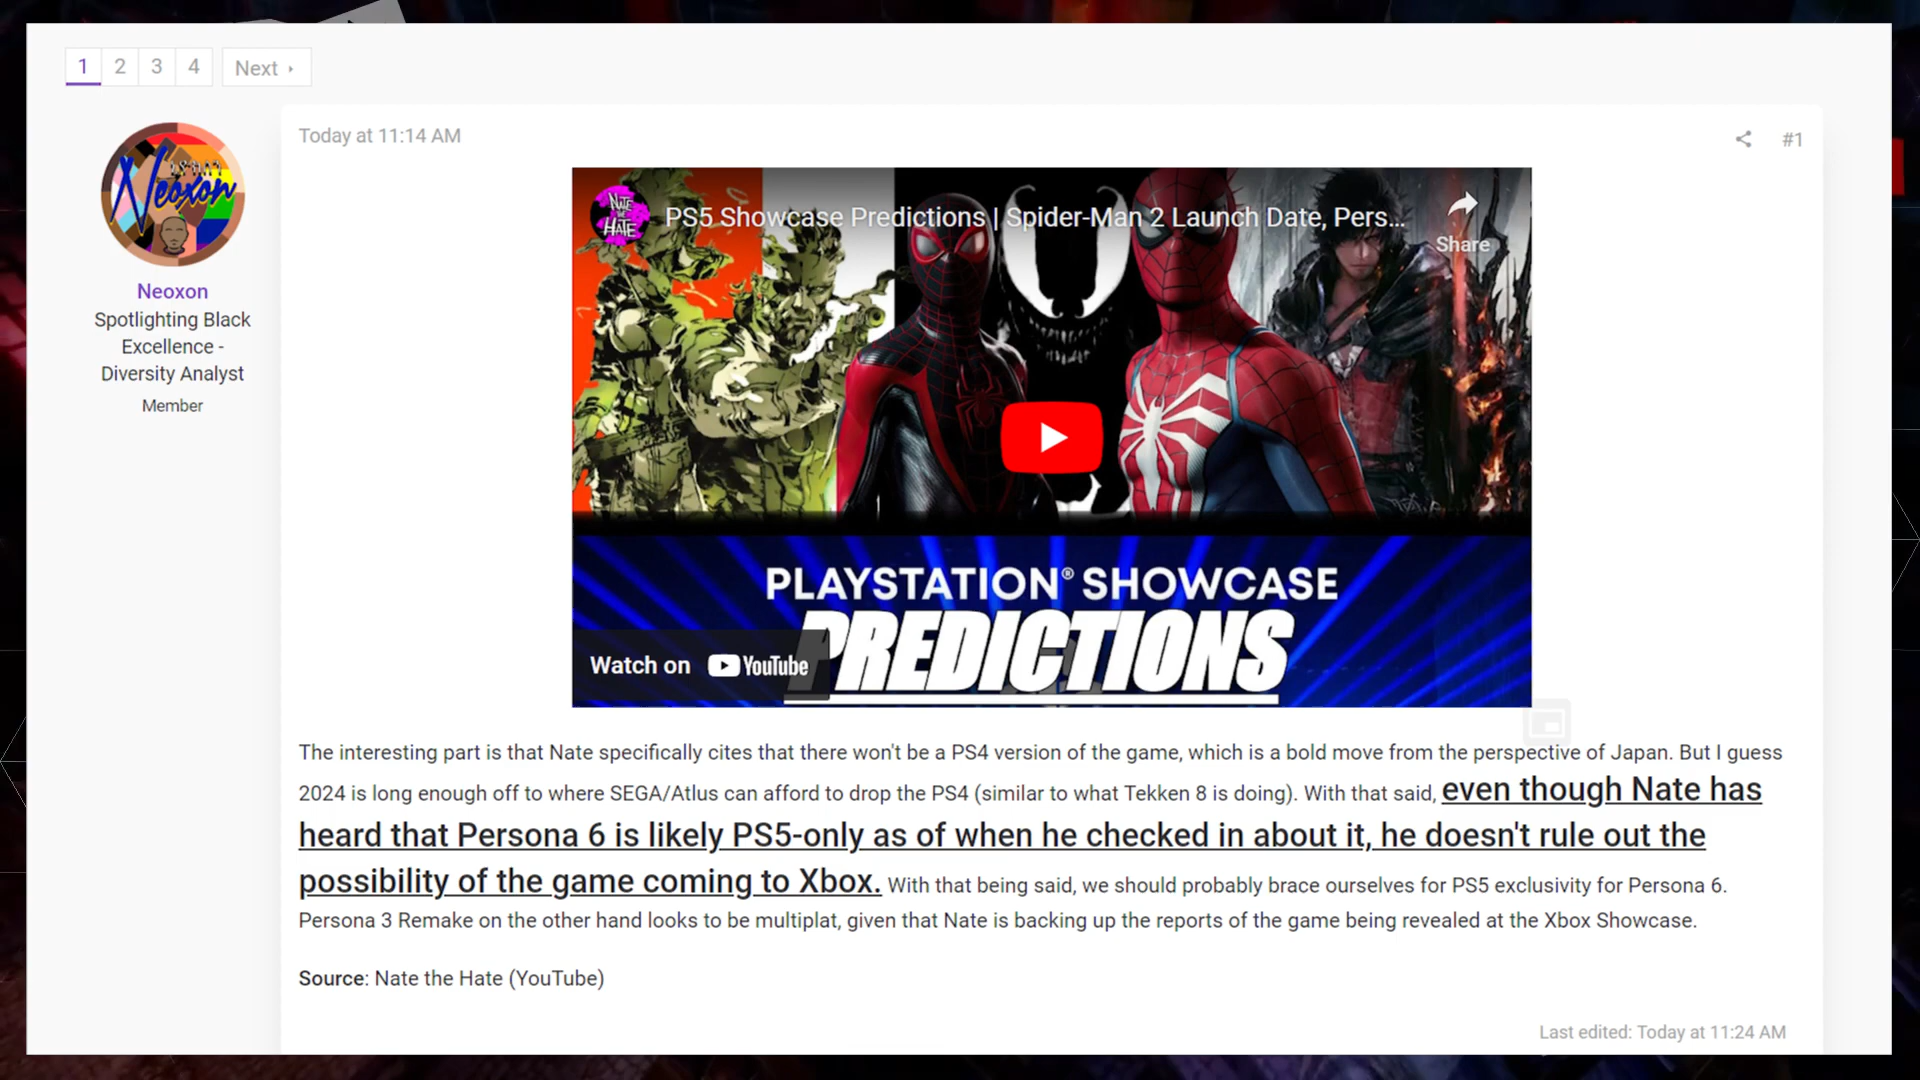 1 2 3 4 Next
Today at 11:14 AM
#1
Neoxon
Neoxon
Spotlighting Black
Excellence -
Diversity Analyst
Member
NATE
THE
HATE
PS5 Showcase Predictions | Spider-Man 2 Launch Date, Pers...
Share
PLAYSTATION® SHOWCASE
PREDICTIONS
Watch on YouTube
The interesting part is that Nate specifically cites that there won't be a PS4 version of the game, which is a bold move from the perspective of Japan. But I guess
2024 is long enough off to where SEGA/Atlus can afford to drop the PS4 (similar to what Tekken 8 is doing). With that said, even though Nate has
heard that Persona 6 is likely PS5-only as of when he checked in about it, he doesn't rule out the
possibility of the game coming to Xbox. With that being said, we should probably brace ourselves for PS5 exclusivity for Persona 6.
Persona 3 Remake on the other hand looks to be multiplat, given that Nate is backing up the reports of the game being revealed at the Xbox Showcase.
Source: Nate the Hate (YouTube)
Last edited: Today at 11:24 AM